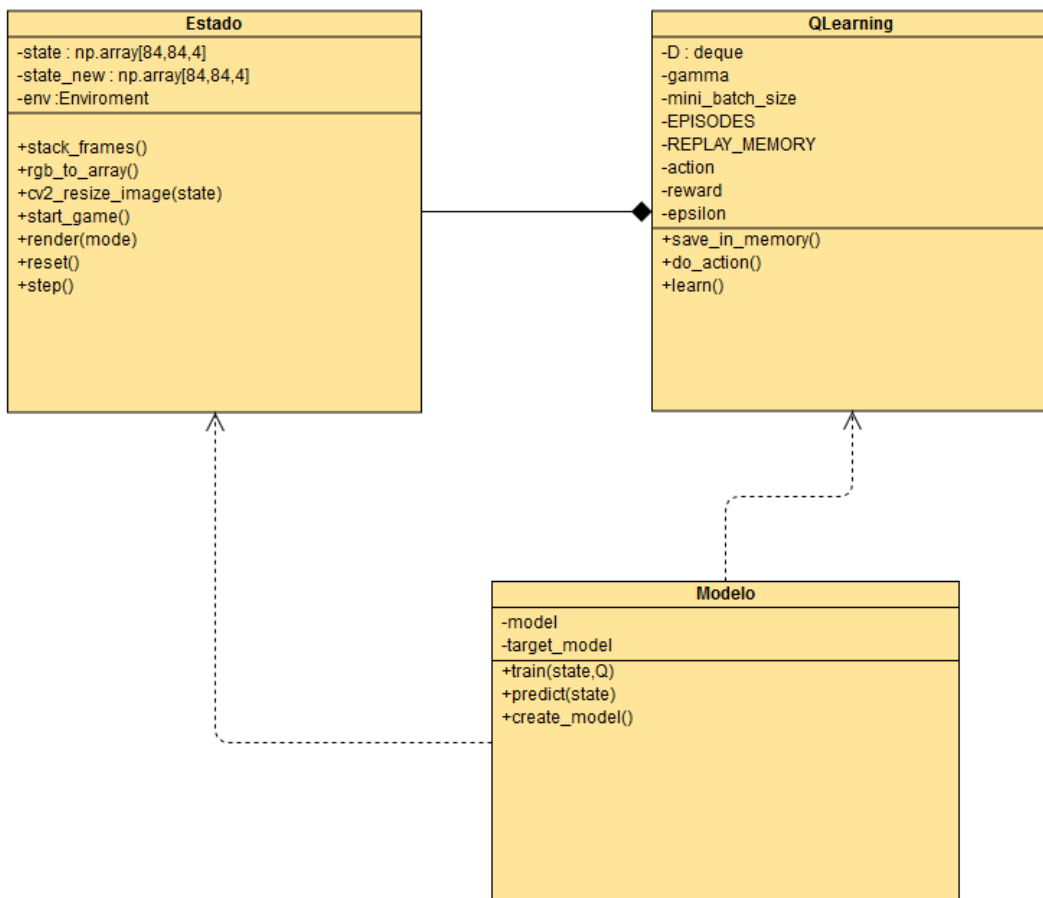 Estado
-state : np.array[84,84,4]
-state_new : np.array[84,84,4]
-env :Enviroment
+stack_frames()
+rgb_to_array()
+cv2_resize_image(state)
+start_game()
+render(mode)
+reset()
+step()
QLearning
-D : deque
-gamma
-mini_batch_size
-EPISODES
-REPLAY_MEMORY
-action
-reward
-epsilon
+save_in_memory()
+do_action()
+learn()
Modelo
-model
-target_model
+train(state,Q)
+predict(state)
+create_model()